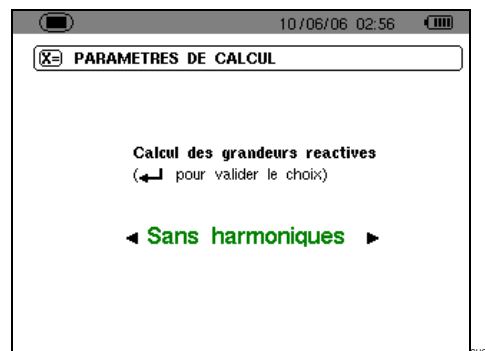 10/06/06 02:56
X= PARAMETRES DE CALCUL
Calcul des grandeurs reactives
(↵ pour valider le choix)
◄ Sans harmoniques ►